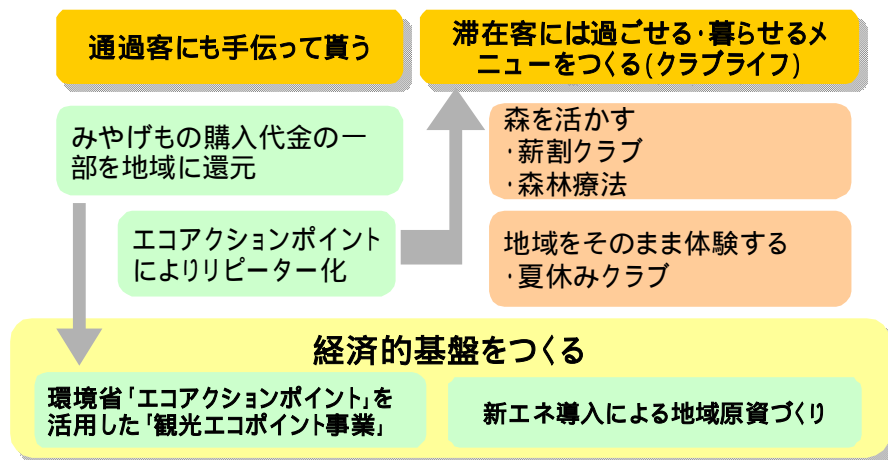 通過客にも手伝って貰う
滞在客には過ごせる・暮らせるメ
ニューをつくる(クラブライフ)
みやげもの購入代金の一
部を地域に還元
エコアクションポイント
によりリピーター化
森を活かす
・薪割クラブ
・森林療法
地域をそのまま体験する
・夏休みクラブ
経済的基盤をつくる
環境省「エコアクションポイント」を
活用した「観光エコポイント事業」
新エネ導入による地域原資づくり